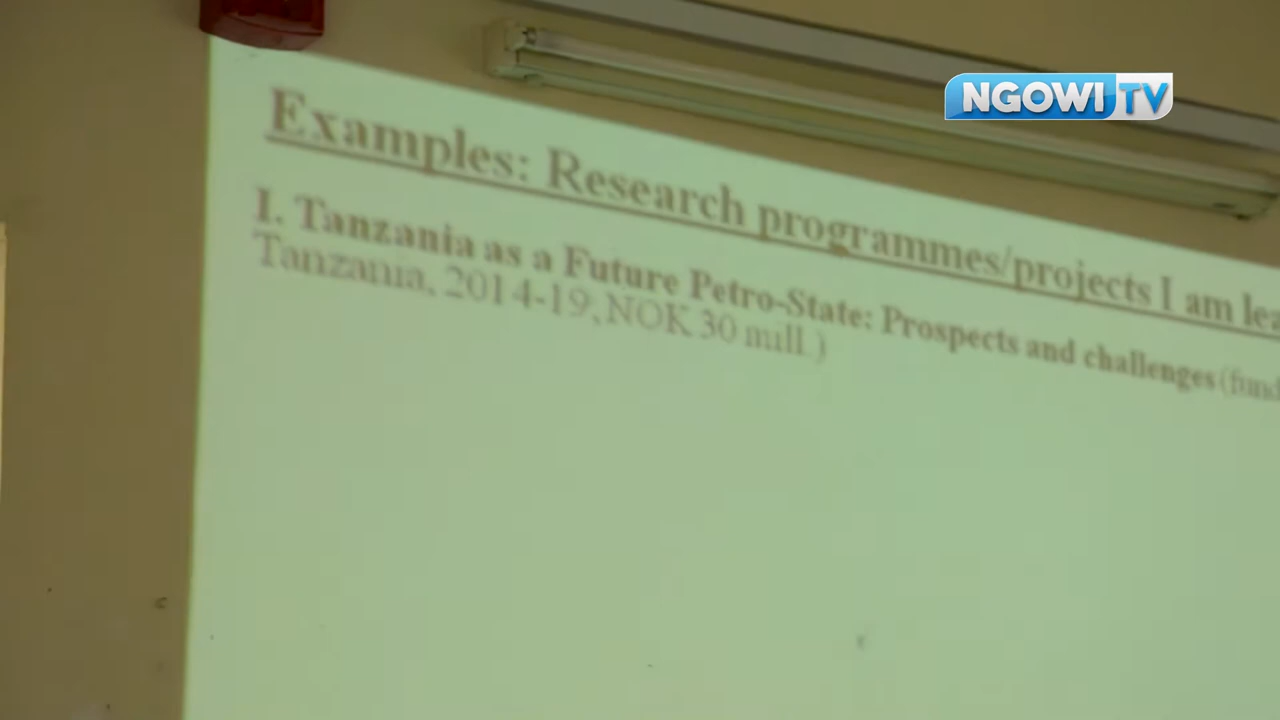 NGOWI TV
Examples: Research programmes/projects I am
I. Tanzania as a Future Petro-State: Prospects and challenges
Tanzania, 2014-19; NOK 30 mill.)